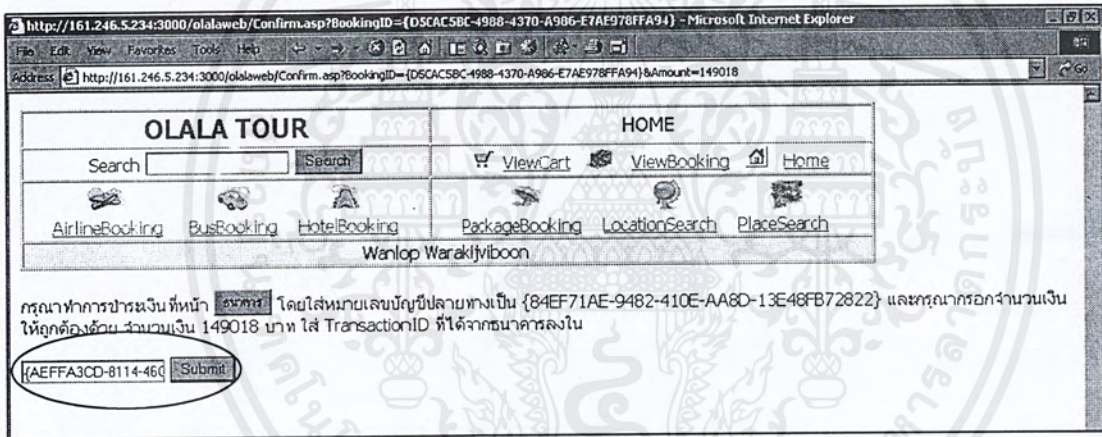 http://161.246.5.234:3000/olalaweb/Confirm.asp?BookingID={D5CAC5BC-4988-4370-A986-E7AE978FFA94} - Microsoft Internet Explorer
File Edit View Favorites Tools Help
Address http://161.246.5.234:3000/olalaweb/Confirm.asp?BookingID={D5CAC5BC-4988-4370-A986-E7AE978FFA94}&Amount=149018 Go
OLALA TOUR HOME
Search Search ViewCart ViewBooking Home
AirlineBooking BusBooking HotelBooking PackageBooking LocationSearch PlaceSearch
Wanlop Warakijviboon
กรุณาทำการชำระเงินที่หน้า ธนาคาร โดยใส่หมายเลขบัญชีปลายทางเป็น {84EF71AE-9482-410E-AA8D-13E48FB72822} และกรุณากรอกจำนวนเงิน
ให้ถูกต้องด้วย จำนวนเงิน 149018 บาท ใส่ TransactionID ที่ได้จากธนาคารลงใน
{AEFFA3CD-8114-460 Submit